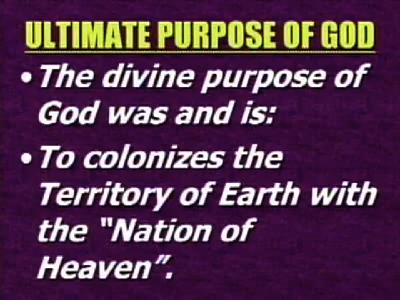 ULTIMATE PURPOSE OF GOD
•The divine purpose of
God was and is:
•To colonizes the
Territory of Earth with
the “Nation of
Heaven”.